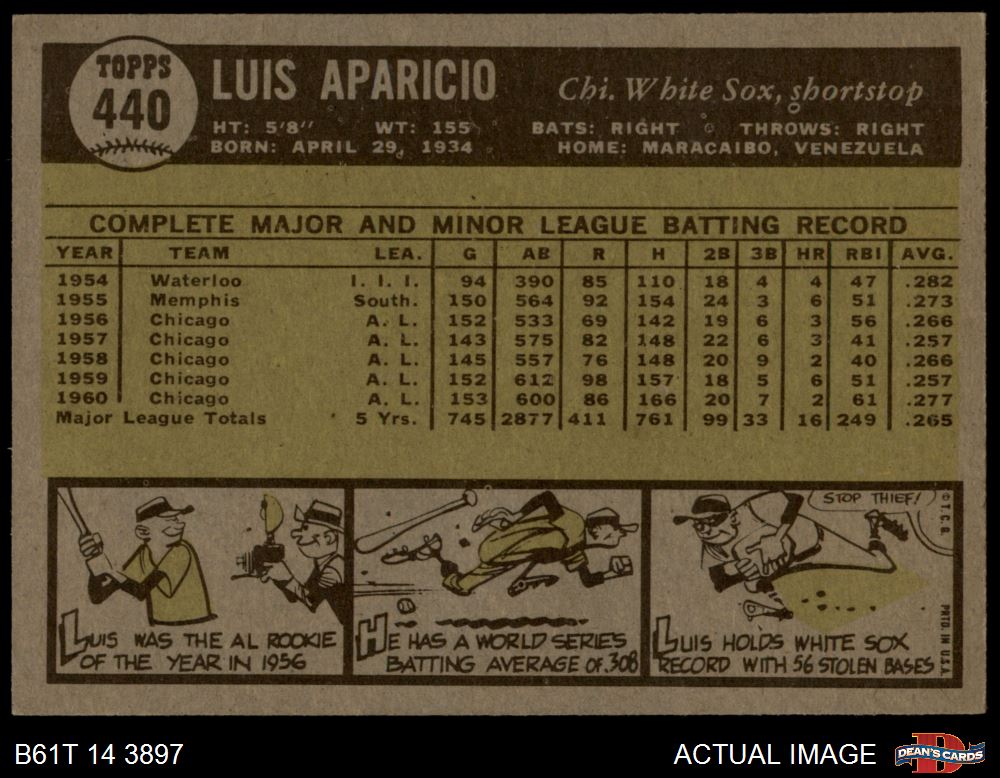 TOPPS
440
LUIS APARICIO
Chi. White Sox, shortstop
HT: 5'8" WT: 155 BATS: RIGHT THROWS: RIGHT
BORN: APRIL 29, 1934 HOME: MARACAIBO, VENEZUELA
COMPLETE MAJOR AND MINOR LEAGUE BATTING RECORD
YEAR TEAM LEA. G AB R H 2B 3B HR RBI AVG.
1954 Waterloo I. I. I. 94 390 85 110 18 4 4 47 .282
1955 Memphis South. 150 564 92 154 24 3 6 51 .273
1956 Chicago A. L. 152 533 69 142 19 6 3 56 .266
1957 Chicago A. L. 143 575 82 148 22 6 3 41 .257
1958 Chicago A. L. 145 557 76 148 20 9 2 40 .266
1959 Chicago A. L. 152 612 98 157 18 5 6 51 .257
1960 Chicago A. L. 153 600 86 166 20 7 2 61 .277
Major League Totals 5 Yrs. 745 2877 411 761 99 33 16 249 .265
LUIS WAS THE AL ROOKIE
OF THE YEAR IN 1956
HE HAS A WORLD SERIES
BATTING AVERAGE OF .308
STOP THIEF!
LUIS HOLDS WHITE SOX
RECORD WITH 56 STOLEN BASES
© T.C.G.
PRTD. IN U.S.A.
B61T 14 3897
ACTUAL IMAGE
D
DEAN'S CARDS